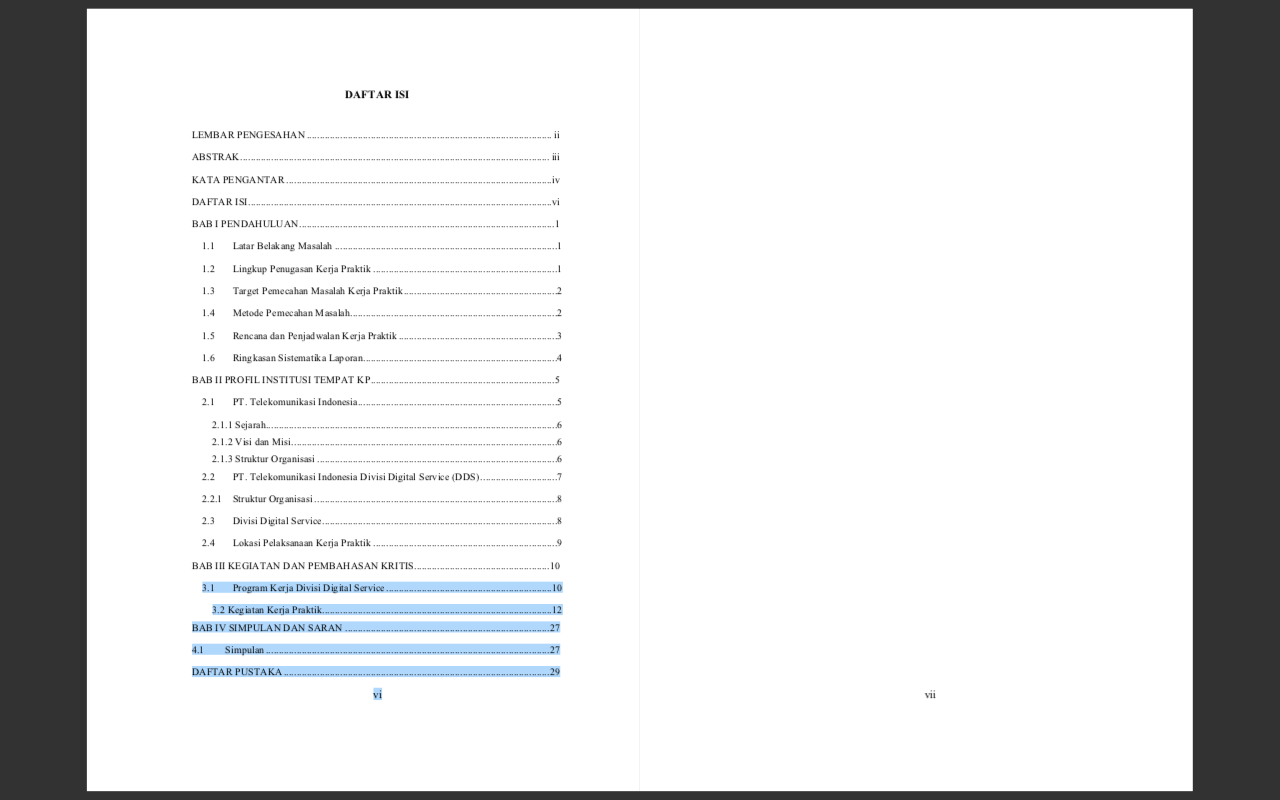 DAFTAR ISI
LEMBAR PENGESAHAN ........................................ ii
ABSTRAK ........................................ iii
KATA PENGANTAR ........................................ iv
DAFTAR ISI ........................................ vi
BAB I PENDAHULUAN ........................................ 1
1.1 Latar Belakang Masalah ........................................ 1
1.2 Lingkup Penugasan Kerja Praktik ........................................ 1
1.3 Target Pemecahan Masalah Kerja Praktik ........................................ 2
1.4 Metode Pemecahan Masalah ........................................ 2
1.5 Rencana dan Penjadwalan Kerja Praktik ........................................ 3
1.6 Ringkasan Sistematika Laporan ........................................ 4
BAB II PROFIL INSTITUSI TEMPAT KP ........................................ 5
2.1 PT. Telekomunikasi Indonesia ........................................ 5
2.1.1 Sejarah ........................................ 6
2.1.2 Visi dan Misi ........................................ 6
2.1.3 Struktur Organisasi ........................................ 6
2.2 PT. Telekomunikasi Indonesia Divisi Digital Service (DDS) ........................................ 7
2.2.1 Struktur Organisasi ........................................ 8
2.3 Divisi Digital Service ........................................ 8
2.4 Lokasi Pelaksanaan Kerja Praktik ........................................ 9
BAB III KEGIATAN DAN PEMBAHASAN KRITIS ........................................ 10
3.1 Program Kerja Divisi Digital Service ........................................ 10
3.2 Kegiatan Kerja Praktik ........................................ 12
BAB IV SIMPULAN DAN SARAN ........................................ 27
4.1 Simpulan ........................................ 27
DAFTAR PUSTAKA ........................................ 29
vi
vii